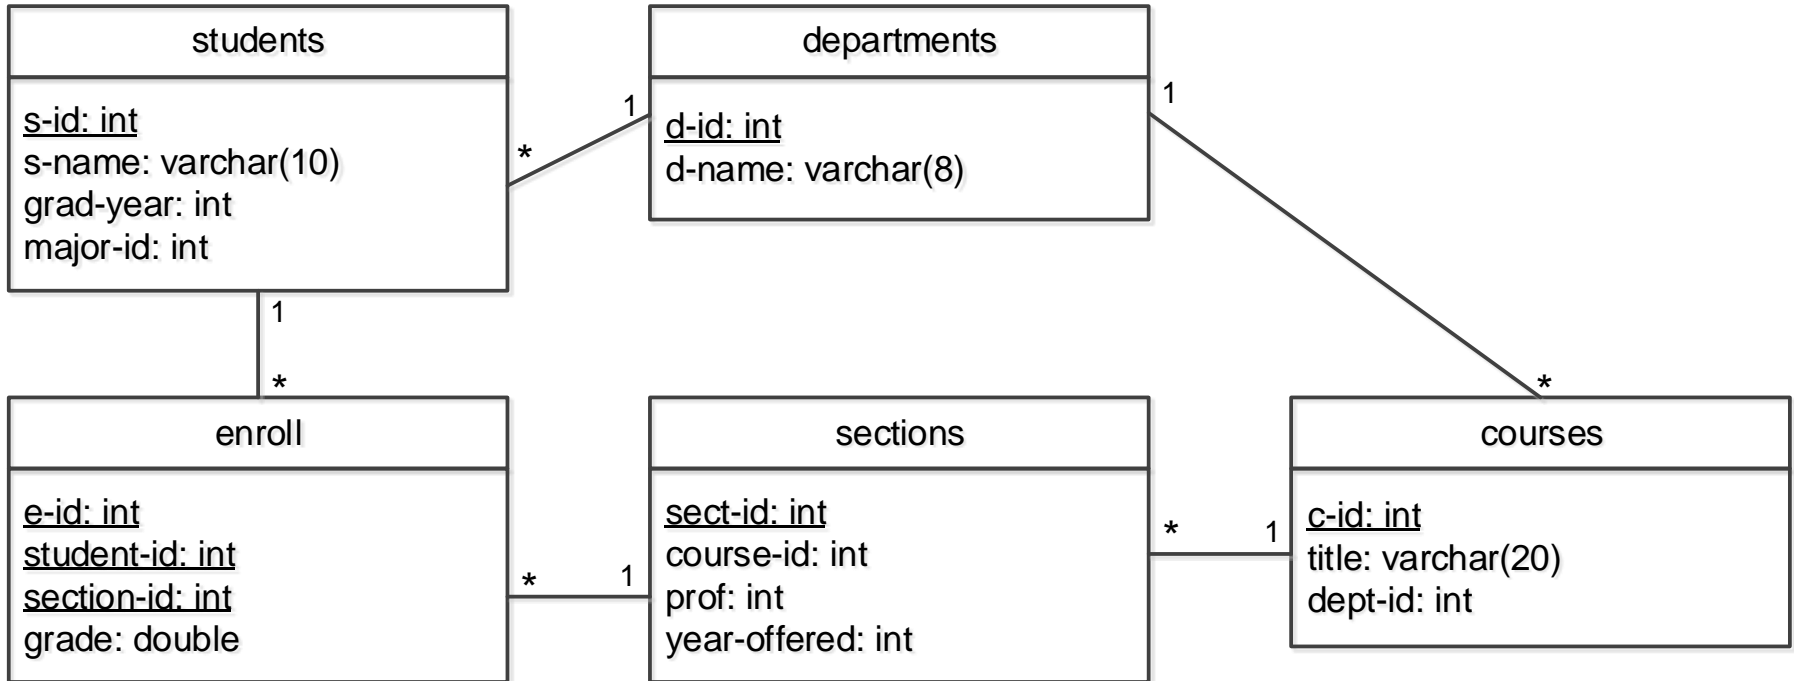 students
s-id: int
s-name: varchar(10)
grad-year: int
major-id: int
departments
d-id: int
d-name: varchar(8)
1
*
1
*
1
*
enroll
e-id: int
student-id: int
section-id: int
grade: double
*
1
sections
sect-id: int
course-id: int
prof: int
year-offered: int
*
1
courses
c-id: int
title: varchar(20)
dept-id: int